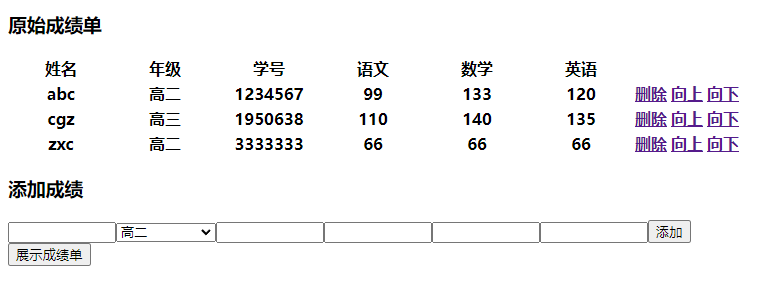 原始成绩单
姓名 年级 学号 语文 数学 英语
abc 高二 1234567 99 133 120 删除 向上 向下
cgz 高三 1950638 110 140 135 删除 向上 向下
zxc 高二 3333333 66 66 66 删除 向上 向下
添加成绩
高二 添加
展示成绩单